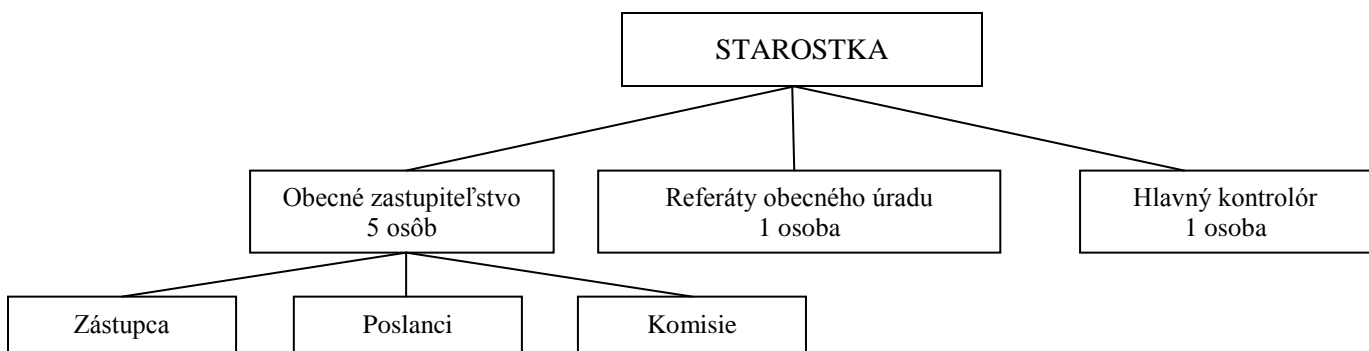 STAROSTKA
Obecné zastupiteľstvo
5 osôb
Referáty obecného úradu
1 osoba
Hlavný kontrolór
1 osoba
Zástupca
Poslanci
Komisie